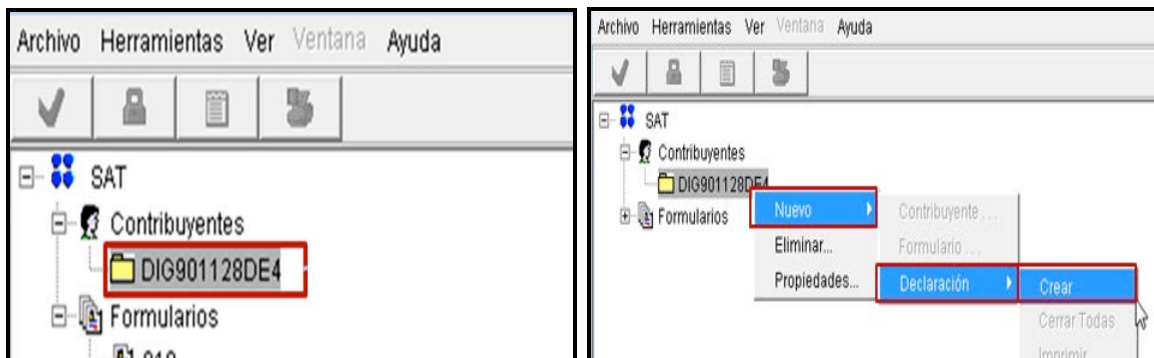 Archivo Herramientas Ver Ventana Ayuda
SAT
Contribuyentes
DIG901128DE4
Formularios
Archivo Herramientas Ver Ventana Ayuda
SAT
Contribuyentes
DIG901128DE4
Formularios
Nuevo
Eliminar...
Propiedades...
Contribuyente ...
Formulario ...
Declaración
Crear
Cerrar Todas
Imprimir